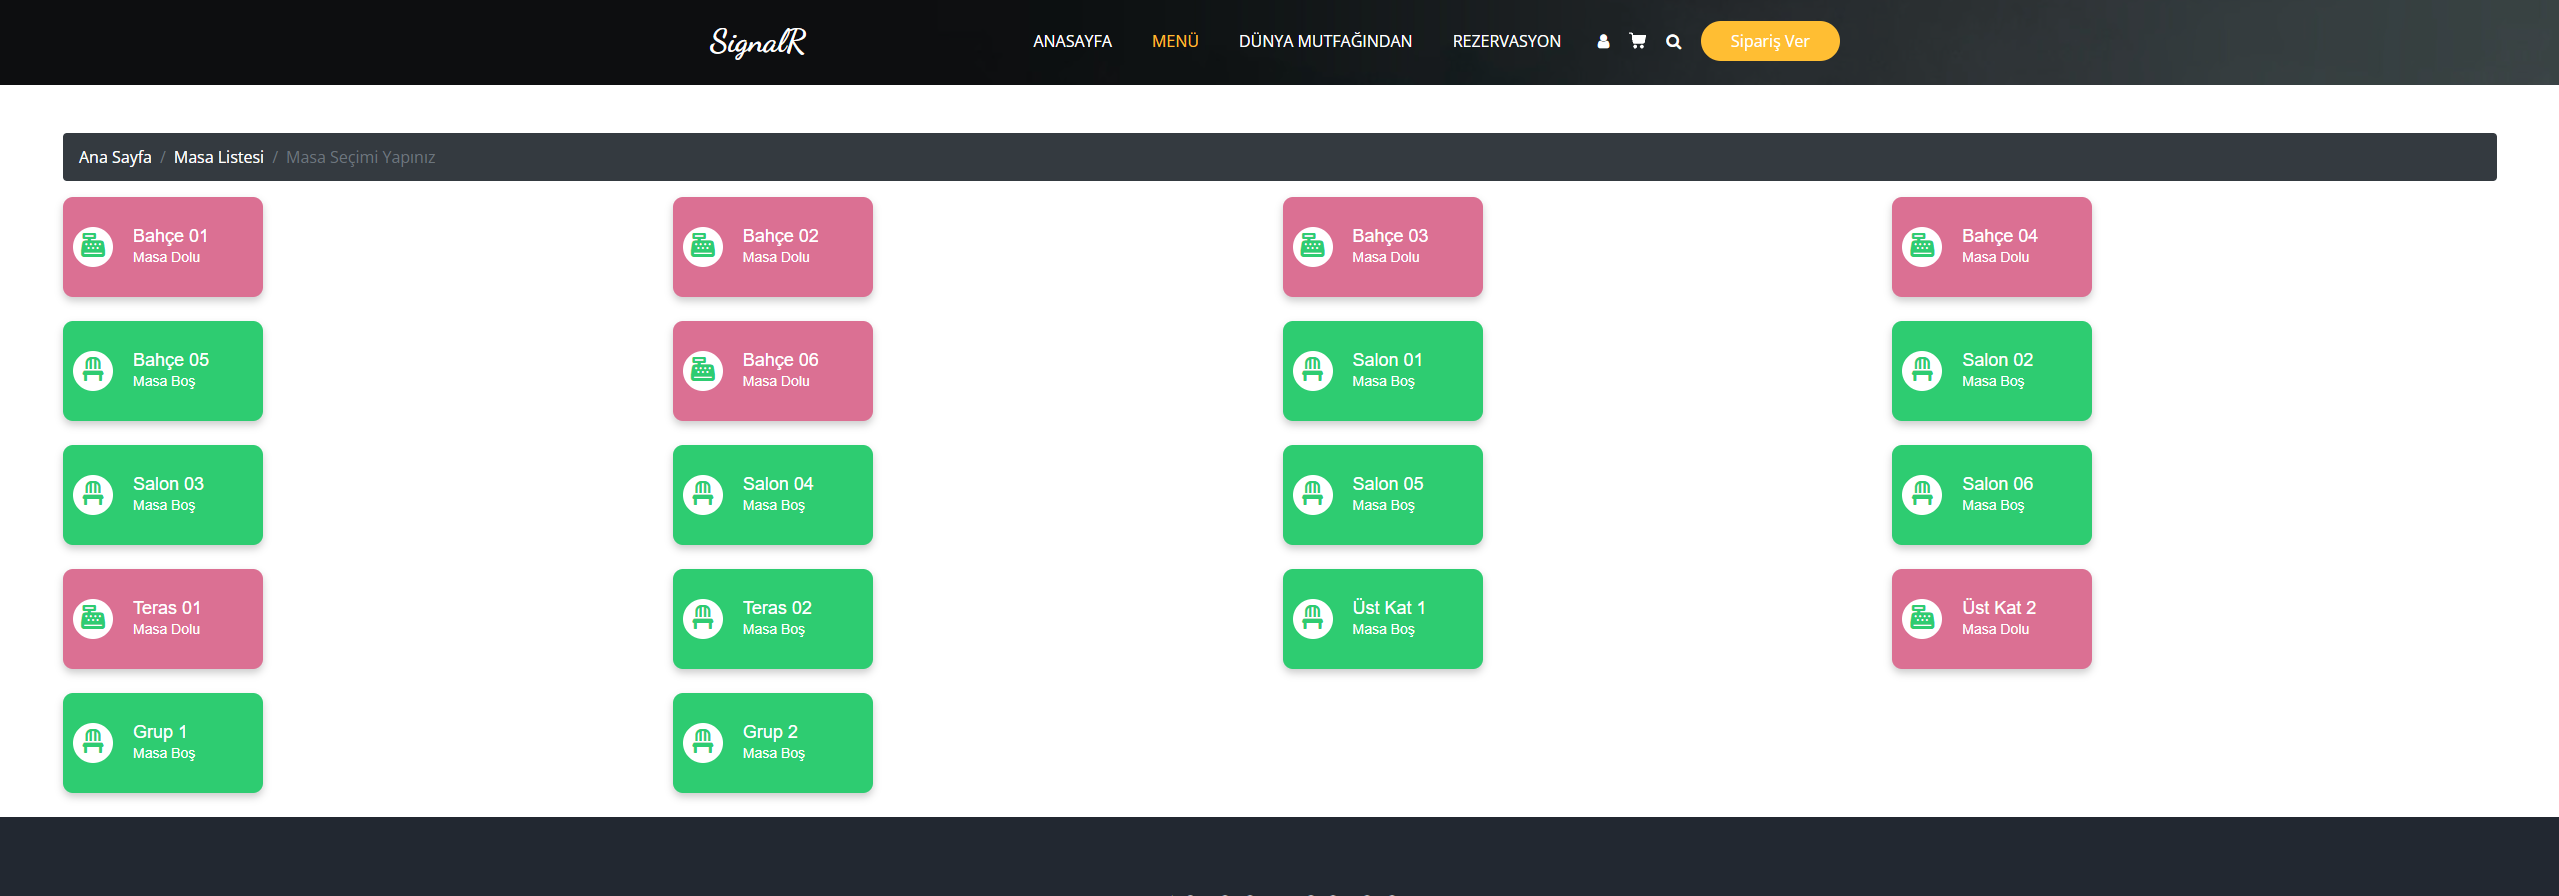 SignalR
ANASAYFA MENÜ DÜNYA MUTFAĞINDAN REZERVASYON Sipariş Ver
Ana Sayfa / Masa Listesi / Masa Seçimi Yapınız
Bahçe 01
Masa Dolu
Bahçe 02
Masa Dolu
Bahçe 03
Masa Dolu
Bahçe 04
Masa Dolu
Bahçe 05
Masa Boş
Bahçe 06
Masa Dolu
Salon 01
Masa Boş
Salon 02
Masa Boş
Salon 03
Masa Boş
Salon 04
Masa Boş
Salon 05
Masa Boş
Salon 06
Masa Boş
Teras 01
Masa Dolu
Teras 02
Masa Boş
Üst Kat 1
Masa Boş
Üst Kat 2
Masa Dolu
Grup 1
Masa Boş
Grup 2
Masa Boş